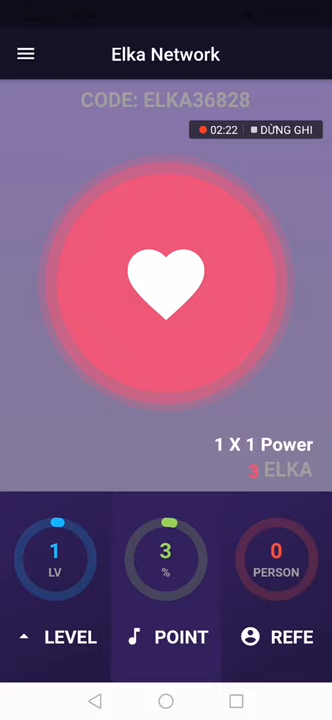 Elka Network
CODE: ELKA36828
02:22 DỪNG GHI
1 X 1 Power
3 ELKA
1 3 0
LV % PERSON
LEVEL POINT REFE